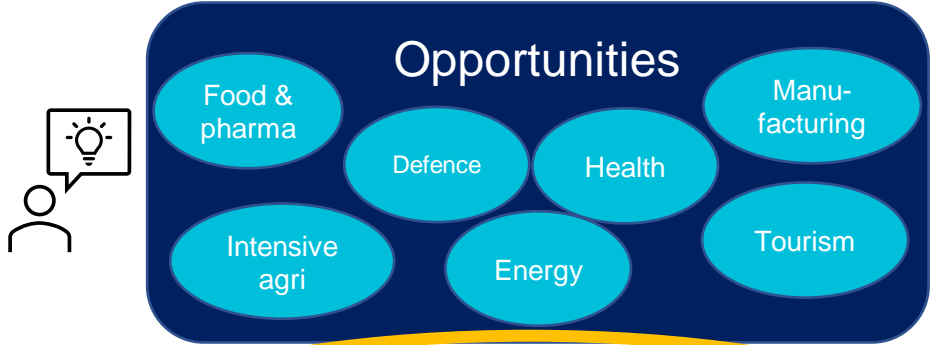 Opportunities
Food &
pharma
Manu-
facturing
Defence
Health
Intensive
agri
Energy
Tourism